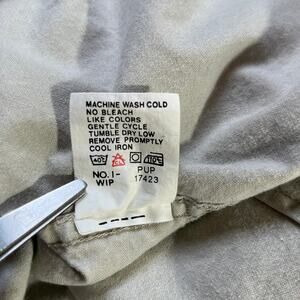 MACHINE WASH COLD
NO BLEACH
LIKE COLORS
GENTLE CYCLE
TUMBLE DRY LOW
REMOVE PROMPTLY
COOL IRON
NO.I- PUP
WIP 17423